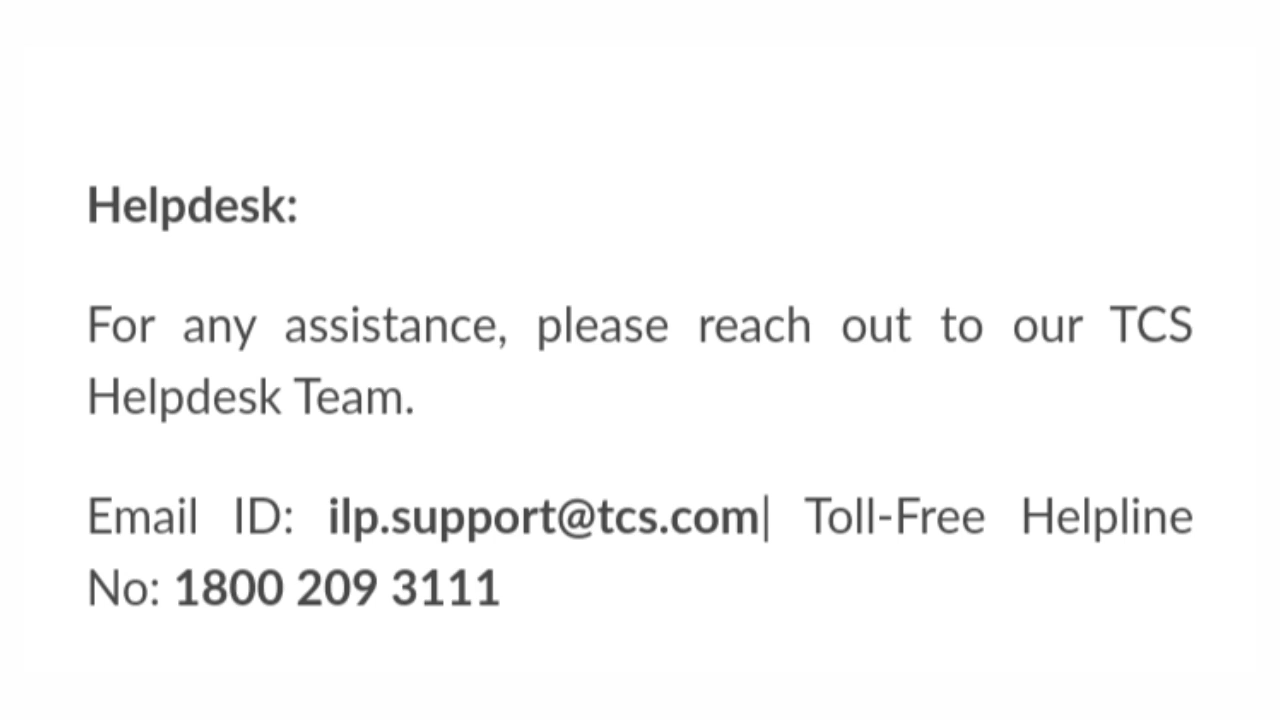 Helpdesk:
For any assistance, please reach out to our TCS
Helpdesk Team.
Email ID: ilp.support@tcs.com| Toll-Free Helpline
No: 1800 209 3111